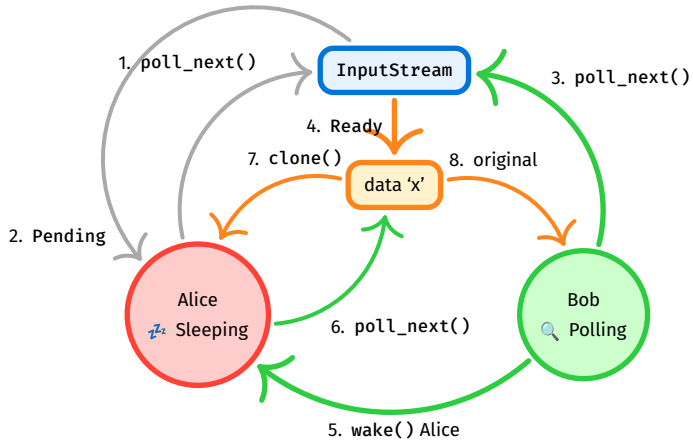 1. poll_next()
InputStream
3. poll_next()
4. Ready
7. clone()
8. original
data ‘x’
2. Pending
Alice
💤 Sleeping
Bob
🔍 Polling
6. poll_next()
5. wake() Alice